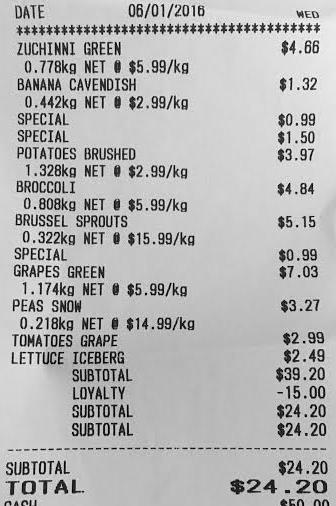 DATE 06/01/2016 WED
************************************
ZUCHINNI GREEN $4.66
0.778kg NET @ $5.99/kg
BANANA CAVENDISH $1.32
0.442kg NET @ $2.99/kg
SPECIAL $0.99
SPECIAL $1.50
POTATOES BRUSHED $3.97
1.328kg NET @ $2.99/kg
BROCCOLI $4.84
0.808kg NET @ $5.99/kg
BRUSSEL SPROUTS $5.15
0.322kg NET @ $15.99/kg
SPECIAL $0.99
GRAPES GREEN $7.03
1.174kg NET @ $5.99/kg
PEAS SNOW $3.27
0.218kg NET @ $14.99/kg
TOMATOES GRAPE $2.99
LETTUCE ICEBERG $2.49
SUBTOTAL $39.20
LOYALTY -15.00
SUBTOTAL $24.20
SUBTOTAL $24.20
SUBTOTAL $24.20
TOTAL $24.20
CASH $50.00